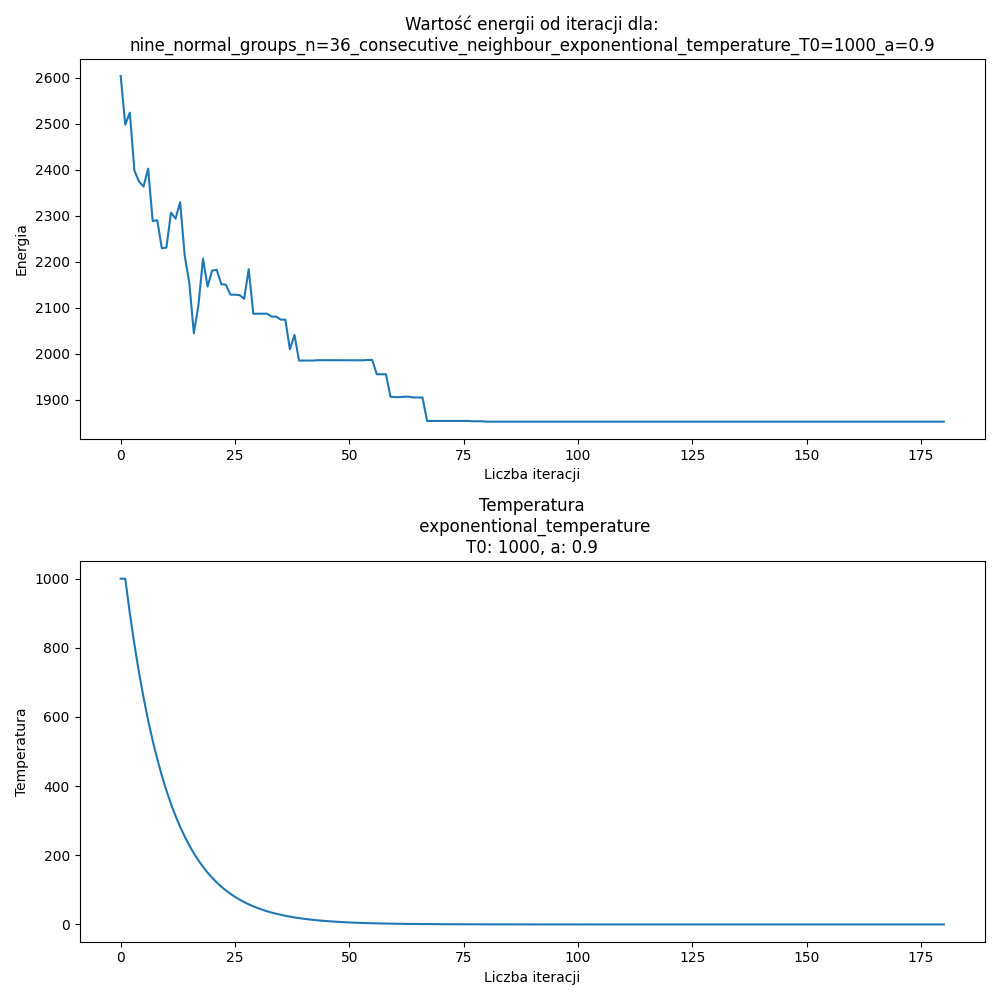 Wartość energii od iteracji dla:
nine_normal_groups_n=36_consecutive_neighbour_exponentional_temperature_T0=1000_a=0.9
2600
2500
2400
2300
2200
2100
2000
1900
Energia
0 25 50 75 100 125 150 175
Liczba iteracji
Temperatura
exponentional_temperature
T0: 1000, a: 0.9
1000
800
600
400
200
0
Temperatura
0 25 50 75 100 125 150 175
Liczba iteracji